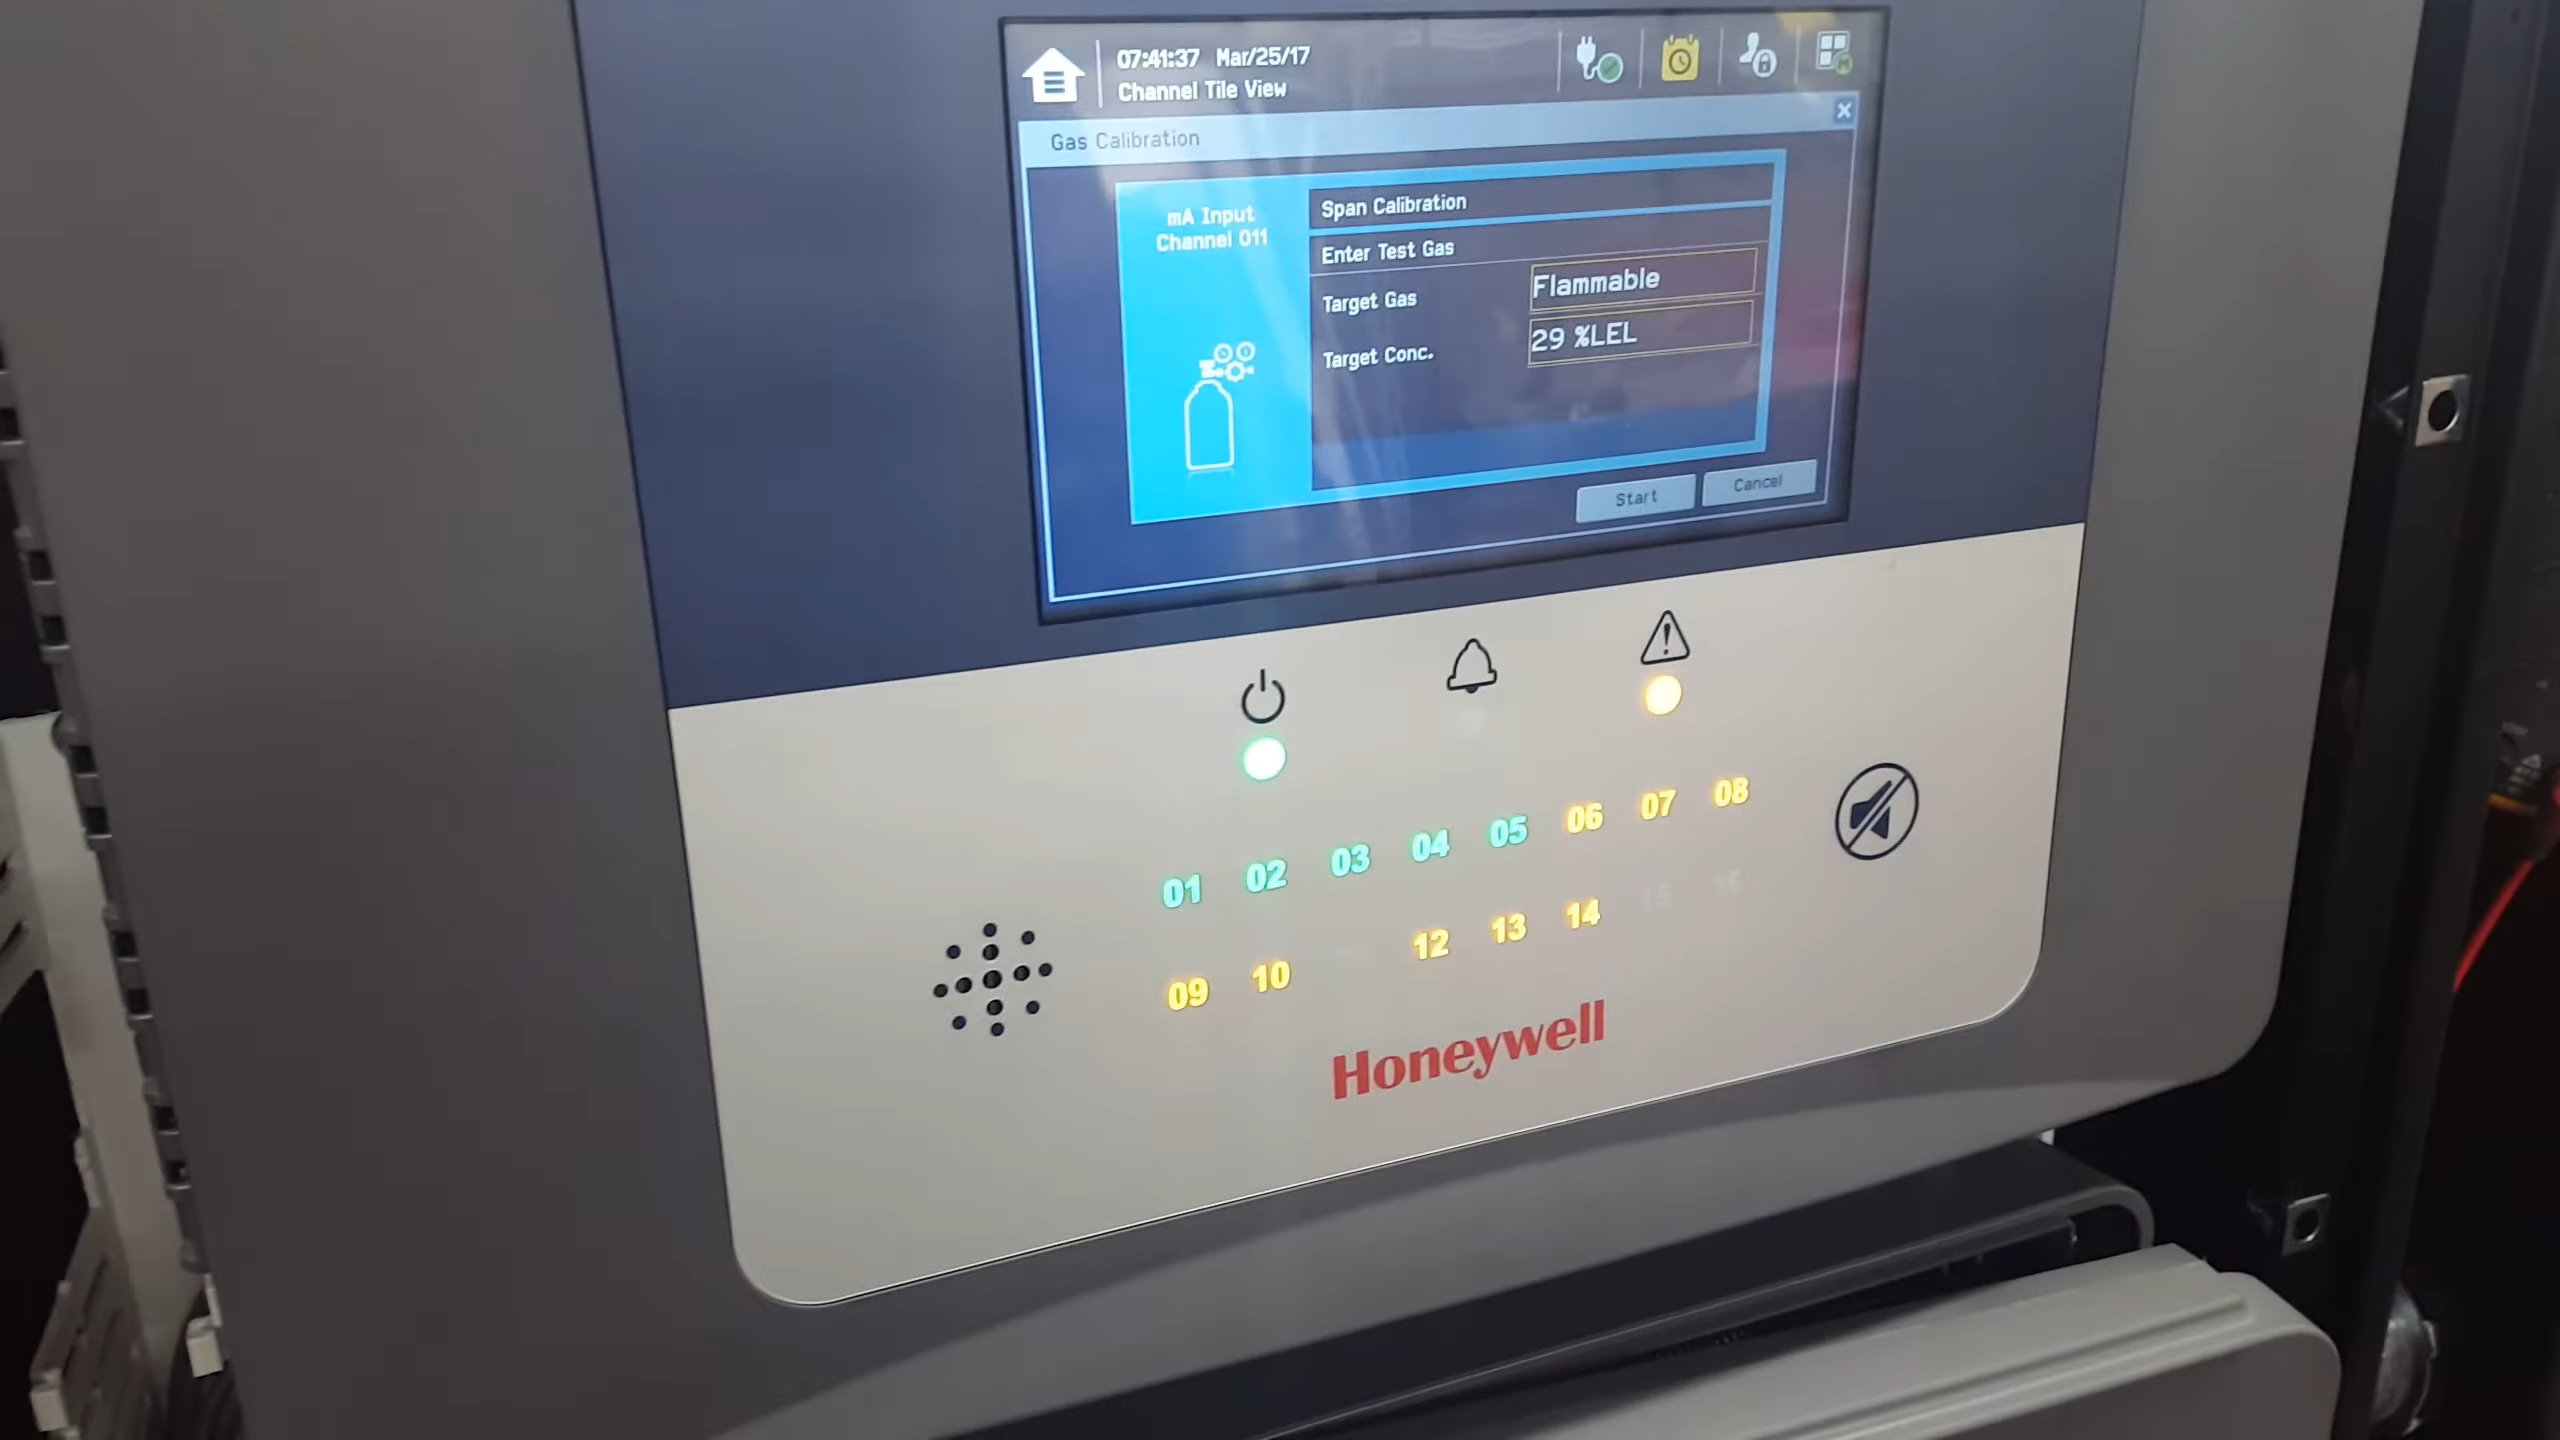 07:41:37 Mar/25/17
Channel Tile View
Gas Calibration
mA Input
Channel 011
Span Calibration
Enter Test Gas
Target Gas Flammable
Target Conc. 29 %LEL
Start Cancel
01 02 03 04 05 06 07 08
09 10 12 13 14 15 16
Honeywell